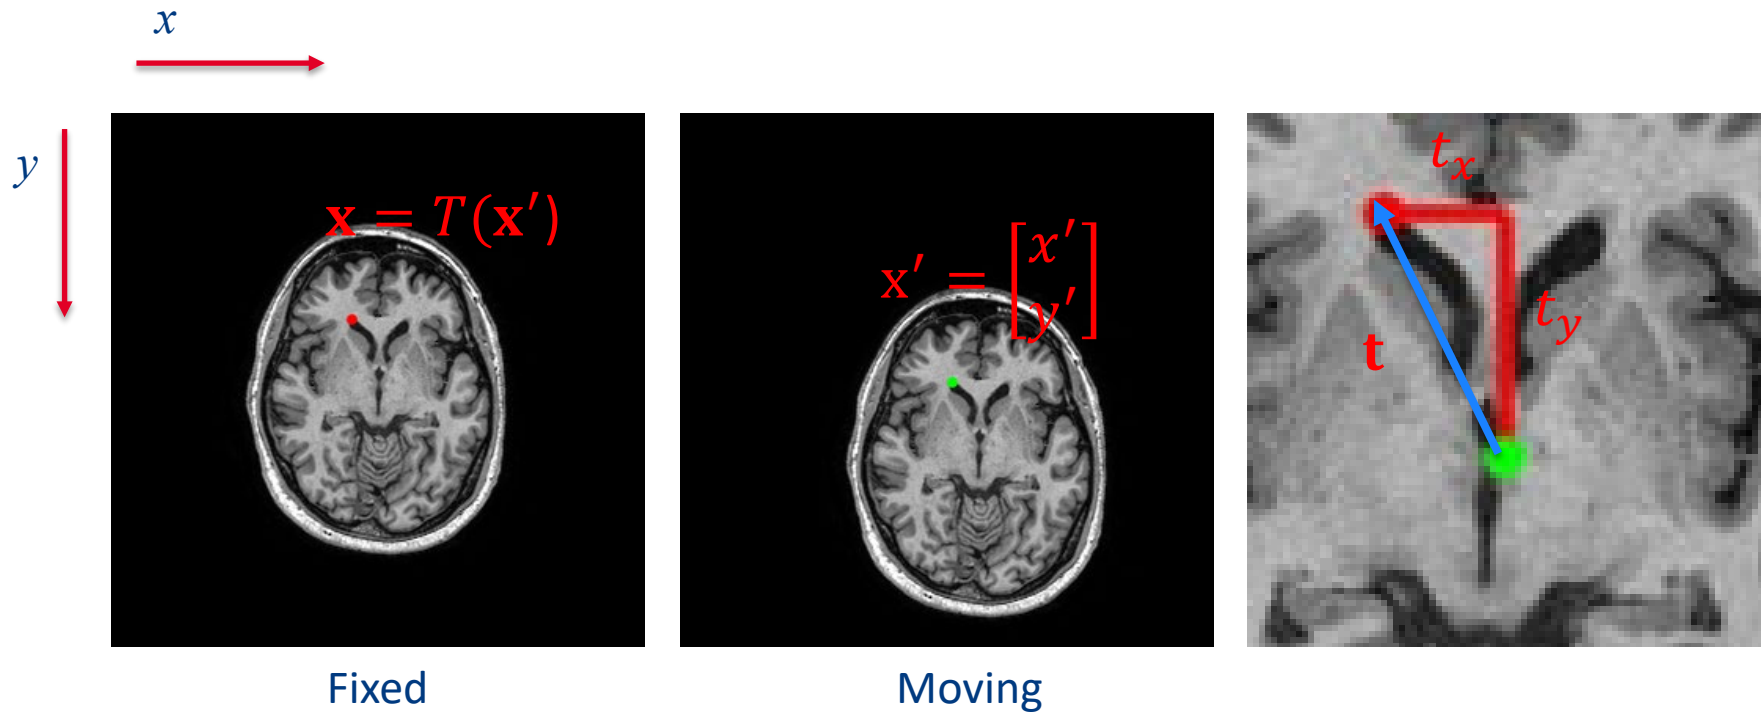 x
y
𝐱 = T(𝐱′)
x′ = [x′ y′]
t_x
t_y
𝐭
Fixed
Moving